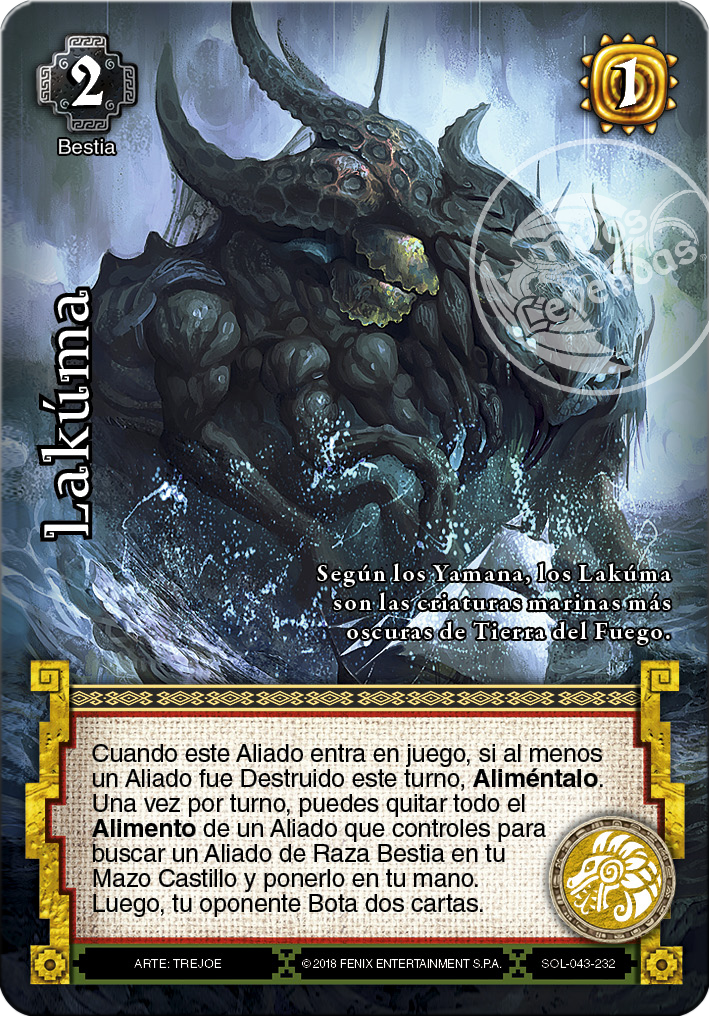 2
1
Bestia
mitos
Leyendas
Lakúma
Según los Yamana, los Lakúma
son las criaturas marinas más
oscuras de Tierra del Fuego.
Cuando este Aliado entra en juego, si al menos
un Aliado fue Destruido este turno, Aliméntalo.
Una vez por turno, puedes quitar todo el
Alimento de un Aliado que controles para
buscar un Aliado de Raza Bestia en tu
Mazo Castillo y ponerlo en tu mano.
Luego, tu oponente Bota dos cartas.
ARTE: TREJOE
©2018 FENIX ENTERTAINMENT S.P.A.
SOL-043-232